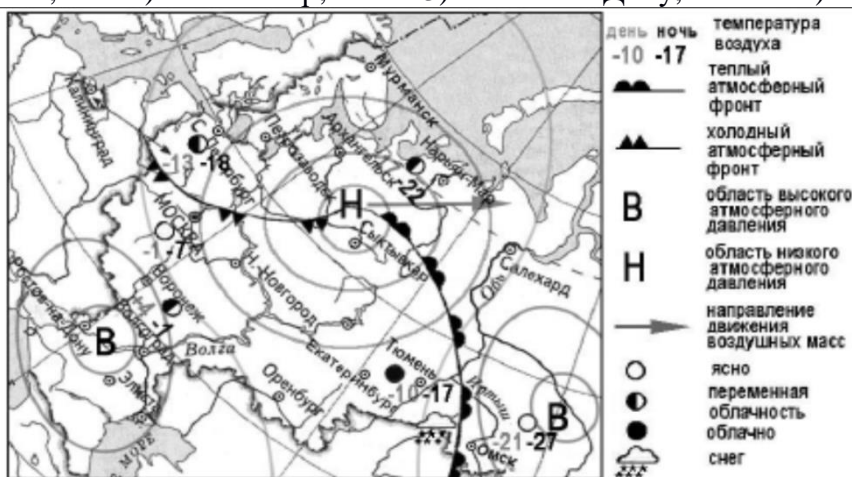 Мурманск
Калининград
С.Петербург
Петрозаводск
Архангельск
Нарьян-Мар
-13 -18
-22
Н
Москва
-1 -7
Сыктывкар
Салехард
Обь
Воронеж
Н.Новгород
Ростов-на-Дону
В
Волгоград
Волга
Элиста
Екатеринбург
Тюмень
Оренбург
-10 -17
Иртыш
В
-21 -27
Омск
МОРЕ
день ночь температура
-10 -17 воздуха
теплый
атмосферный
фронт
холодный
атмосферный
фронт
В область высокого
атмосферного
давления
Н область низкого
атмосферного
давления
направление
движения
воздушных масс
ясно
переменная
облачность
облачно
снег